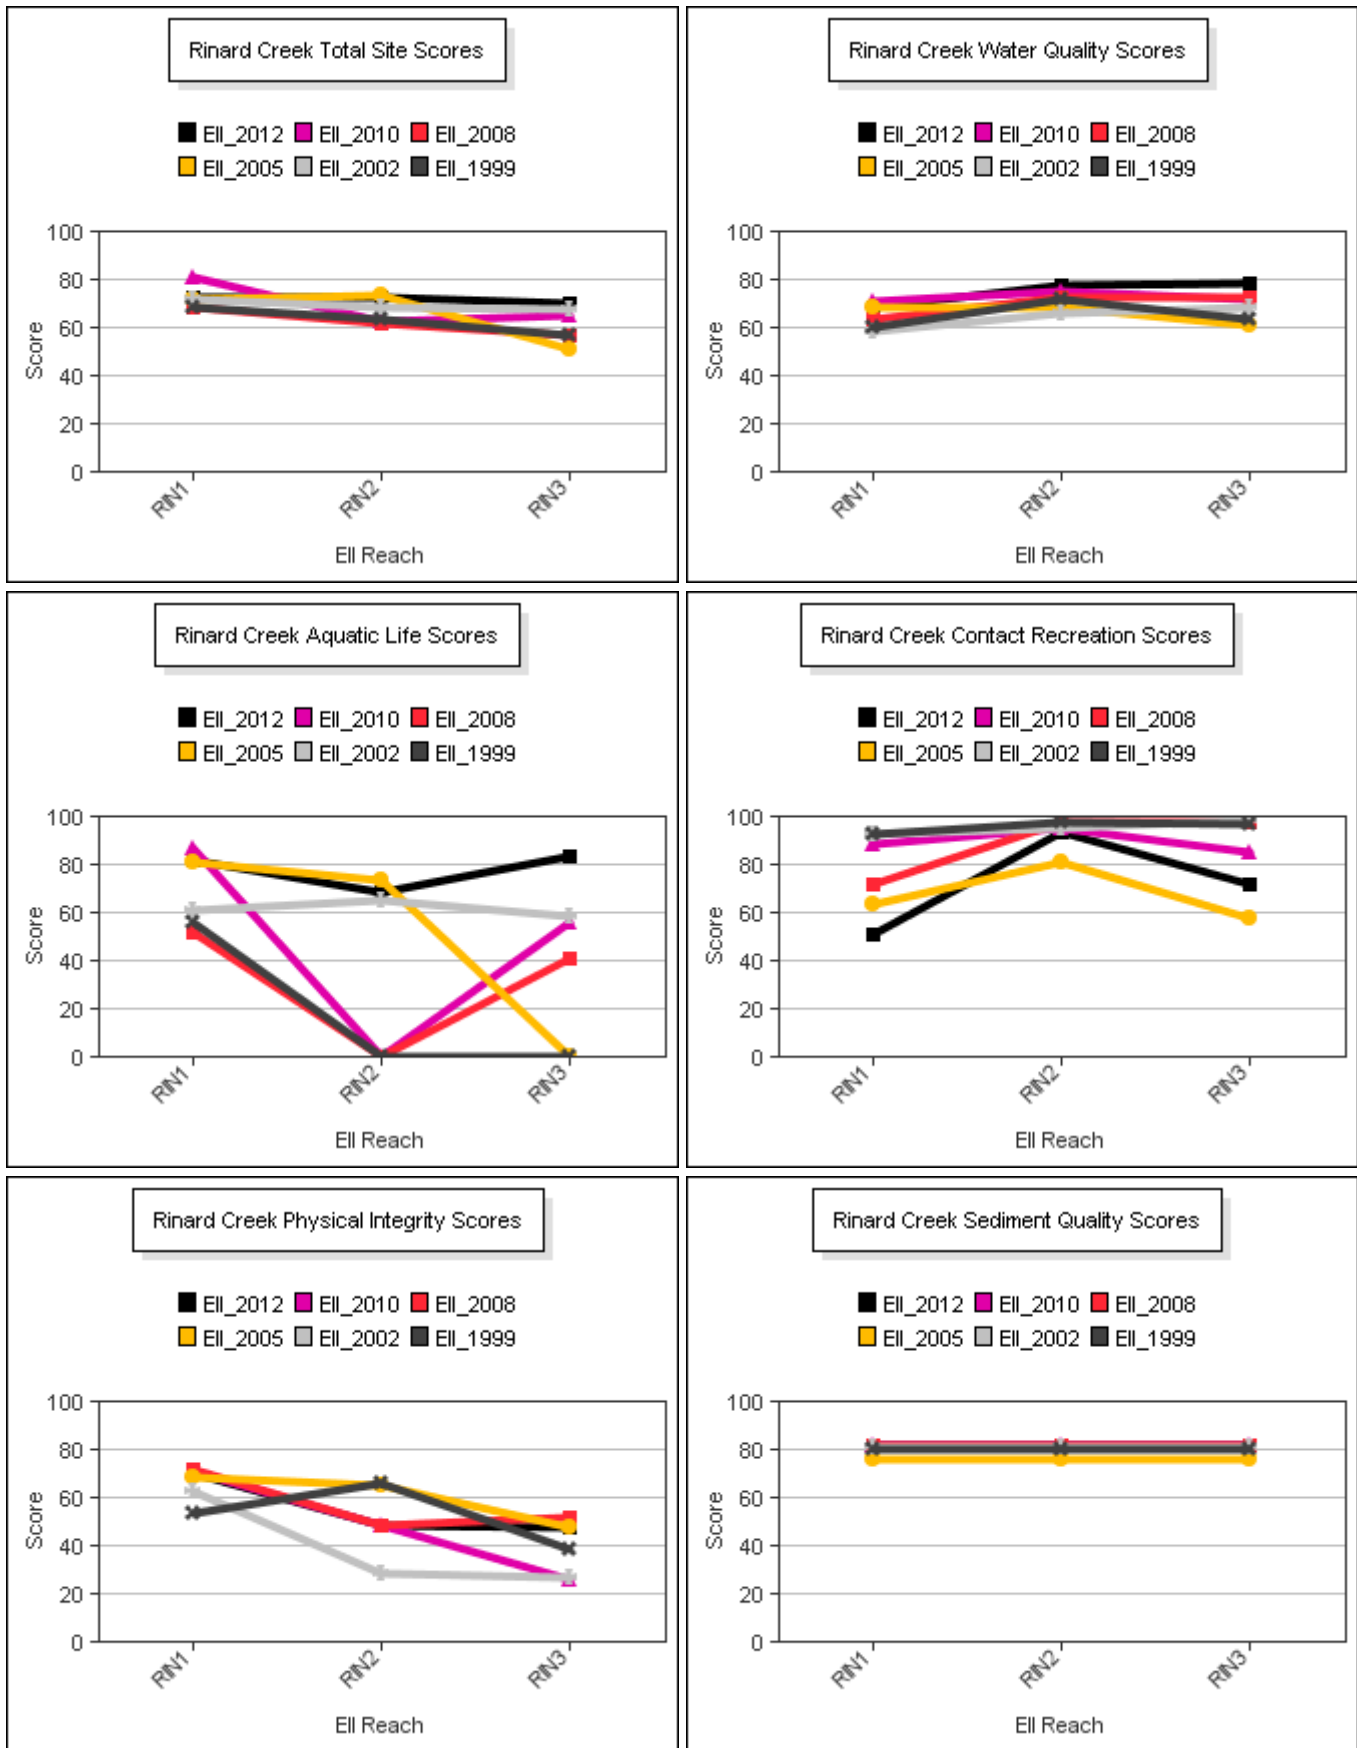 Rinard Creek Total Site Scores
EII_2012 EII_2010 EII_2008
EII_2005 EII_2002 EII_1999
100
80
60
40
20
0
Score
RIN1 RIN2 RIN3
EII Reach
Rinard Creek Water Quality Scores
EII_2012 EII_2010 EII_2008
EII_2005 EII_2002 EII_1999
100
80
60
40
20
0
Score
RIN1 RIN2 RIN3
EII Reach
Rinard Creek Aquatic Life Scores
EII_2012 EII_2010 EII_2008
EII_2005 EII_2002 EII_1999
100
80
60
40
20
0
Score
RIN1 RIN2 RIN3
EII Reach
Rinard Creek Contact Recreation Scores
EII_2012 EII_2010 EII_2008
EII_2005 EII_2002 EII_1999
100
80
60
40
20
0
Score
RIN1 RIN2 RIN3
EII Reach
Rinard Creek Physical Integrity Scores
EII_2012 EII_2010 EII_2008
EII_2005 EII_2002 EII_1999
100
80
60
40
20
0
Score
RIN1 RIN2 RIN3
EII Reach
Rinard Creek Sediment Quality Scores
EII_2012 EII_2010 EII_2008
EII_2005 EII_2002 EII_1999
100
80
60
40
20
0
Score
RIN1 RIN2 RIN3
EII Reach